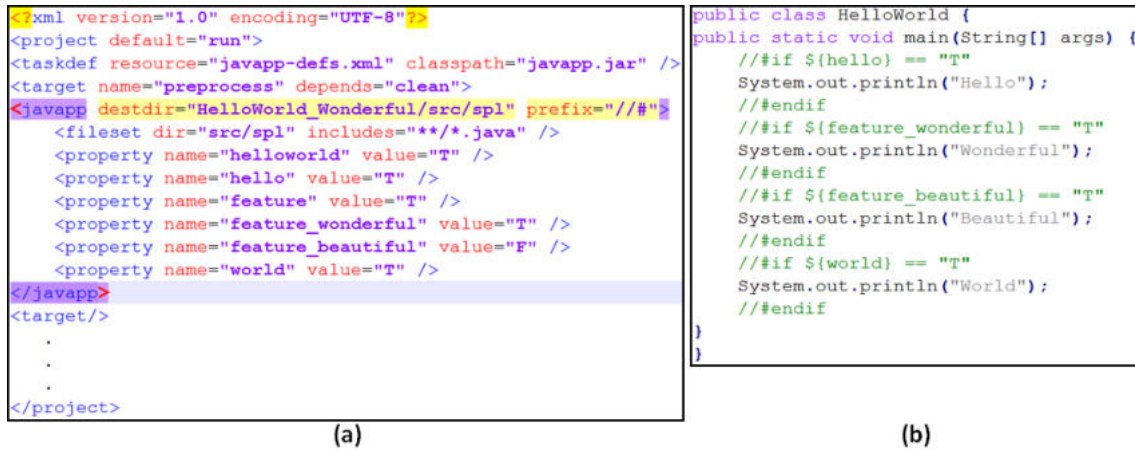 <?xml version="1.0" encoding="UTF-8"?>
<project default="run">
<taskdef resource="javapp-defs.xml" classpath="javapp.jar" />
<target name="preprocess" depends="clean">
<javapp destdir="HelloWorld_Wonderful/src/spl" prefix="//#">
<fileset dir="src/spl" includes="**/*.java" />
<property name="helloworld" value="T" />
<property name="hello" value="T" />
<property name="feature" value="T" />
<property name="feature_wonderful" value="T" />
<property name="feature_beautiful" value="F" />
<property name="world" value="T" />
</javapp>
<target/>
.
.
.
</project>
(a)
public class HelloWorld {
public static void main(String[] args) {
//#if ${hello} == "T"
System.out.println("Hello");
//#endif
//#if ${feature_wonderful} == "T"
System.out.println("Wonderful");
//#endif
//#if ${feature_beautiful} == "T"
System.out.println("Beautiful");
//#endif
//#if ${world} == "T"
System.out.println("World");
//#endif
}
}
(b)